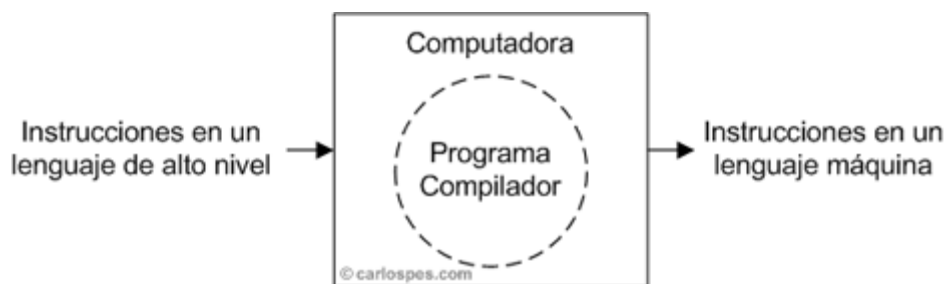 Instrucciones en un
lenguaje de alto nivel
Computadora
Programa
Compilador
© carlospes.com
Instrucciones en un
lenguaje máquina